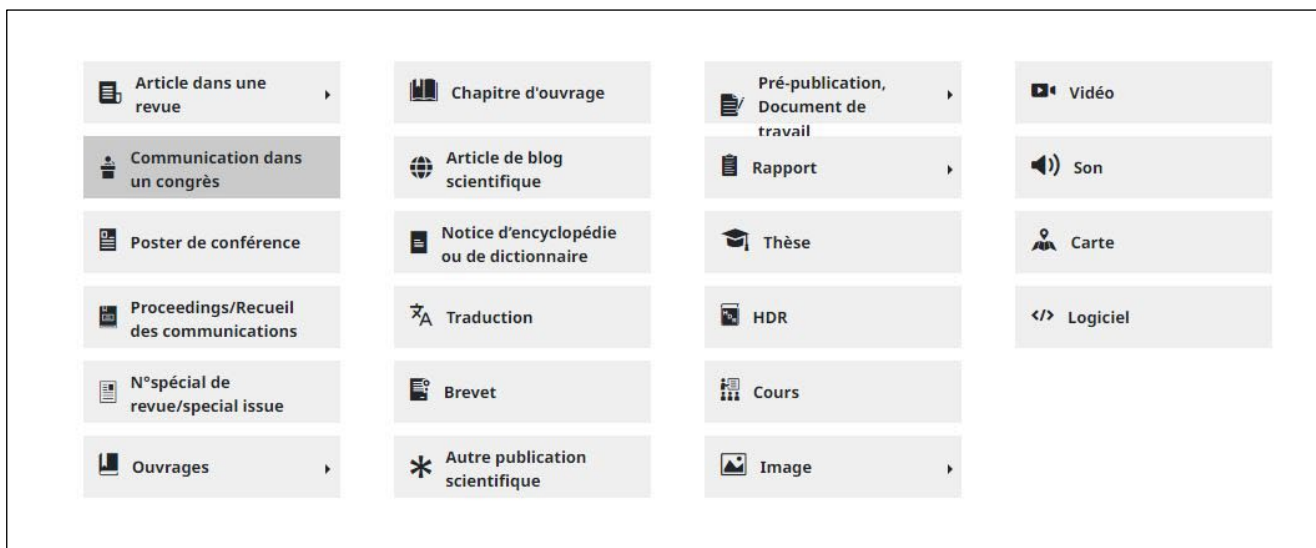 Article dans une
revue
Communication dans
un congrès
Poster de conférence
Proceedings/Recueil
des communications
N°spécial de
revue/special issue
Ouvrages
Chapitre d'ouvrage
Article de blog
scientifique
Notice d’encyclopédie
ou de dictionnaire
Traduction
Brevet
Autre publication
scientifique
Pré-publication,
Document de
travail
Rapport
Thèse
HDR
Cours
Image
Vidéo
Son
Carte
Logiciel